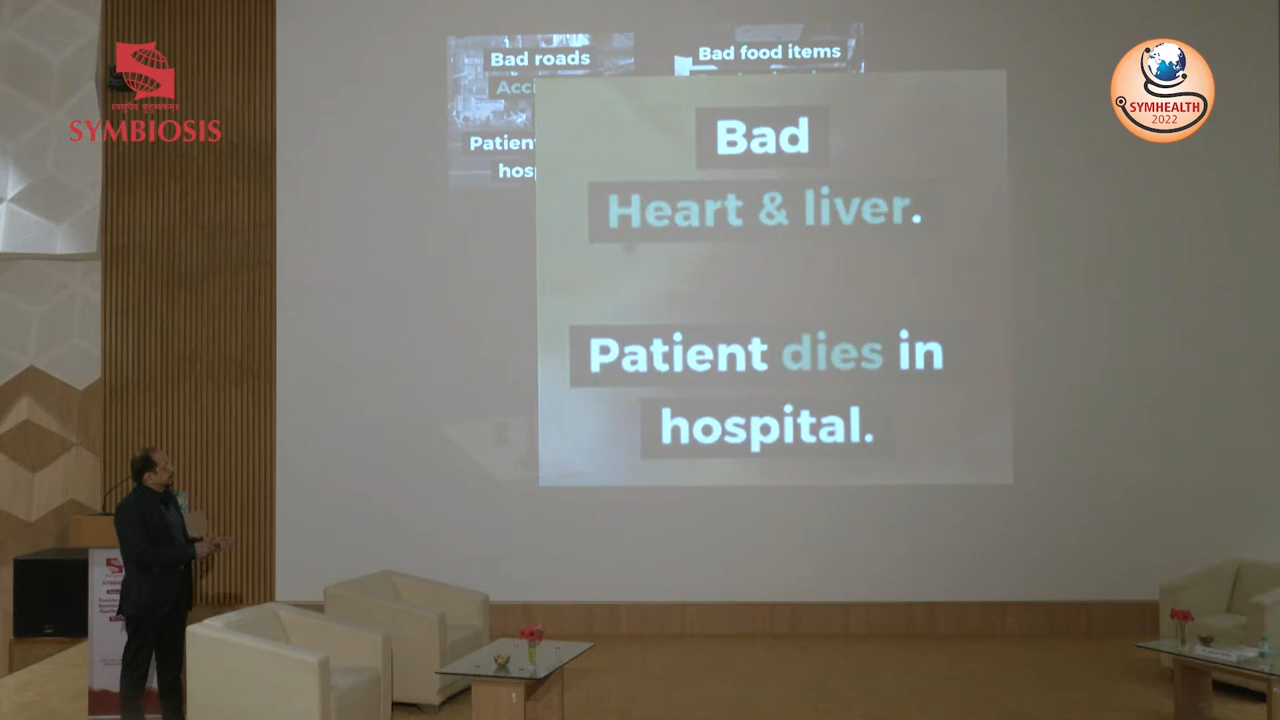 SYMBIOSIS
SYMHEALTH
2022
Bad roads
Bad food items
Bad
Heart & liver.
Patient dies in
hospital.